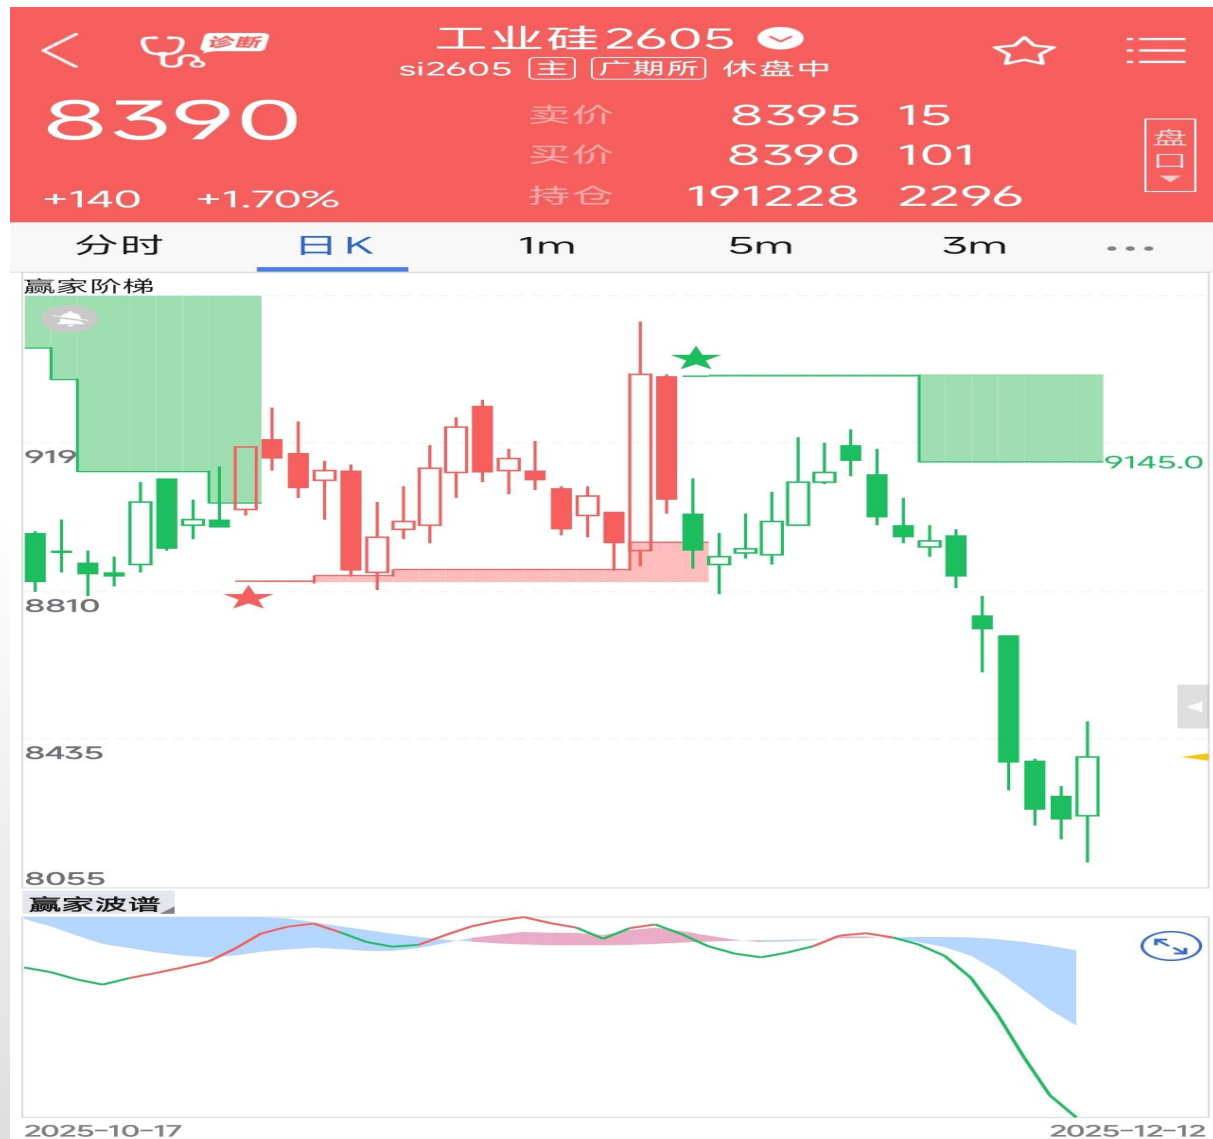 诊断
工业硅2605
si2605 主 广期所 休盘中
8390
卖价 8395 15
买价 8390 101
+140 +1.70% 持仓 191228 2296
盘口
分时 日K 1m 5m 3m
赢家阶梯
919
9145.0
8810
8435
8055
赢家波谱
2025-10-17 2025-12-12